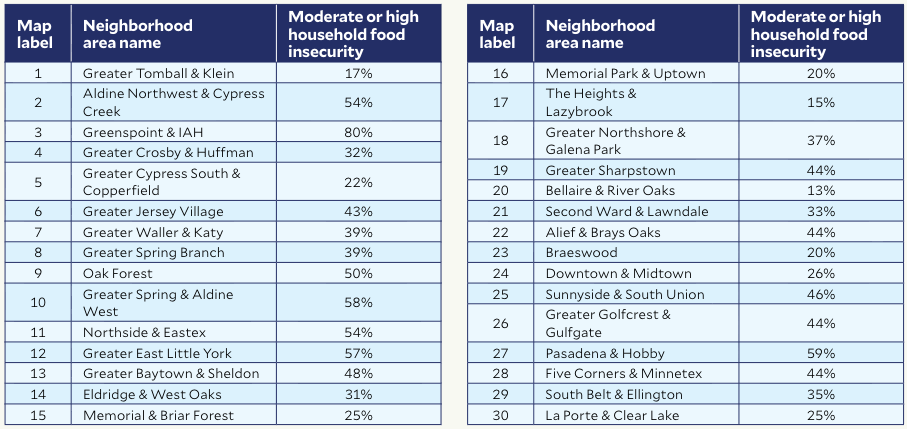 Map label | Neighborhood area name | Moderate or high household food insecurity
1 | Greater Tomball & Klein | 17%
2 | Aldine Northwest & Cypress Creek | 54%
3 | Greenspoint & IAH | 80%
4 | Greater Crosby & Huffman | 32%
5 | Greater Cypress South & Copperfield | 22%
6 | Greater Jersey Village | 43%
7 | Greater Waller & Katy | 39%
8 | Greater Spring Branch | 39%
9 | Oak Forest | 50%
10 | Greater Spring & Aldine West | 58%
11 | Northside & Eastex | 54%
12 | Greater East Little York | 57%
13 | Greater Baytown & Sheldon | 48%
14 | Eldridge & West Oaks | 31%
15 | Memorial & Briar Forest | 25%
Map label | Neighborhood area name | Moderate or high household food insecurity
16 | Memorial Park & Uptown | 20%
17 | The Heights & Lazybrook | 15%
18 | Greater Northshore & Galena Park | 37%
19 | Greater Sharpstown | 44%
20 | Bellaire & River Oaks | 13%
21 | Second Ward & Lawndale | 33%
22 | Alief & Brays Oaks | 44%
23 | Braeswood | 20%
24 | Downtown & Midtown | 26%
25 | Sunnyside & South Union | 46%
26 | Greater Golfcrest & Gulfgate | 44%
27 | Pasadena & Hobby | 59%
28 | Five Corners & Minnetex | 44%
29 | South Belt & Ellington | 35%
30 | La Porte & Clear Lake | 25%